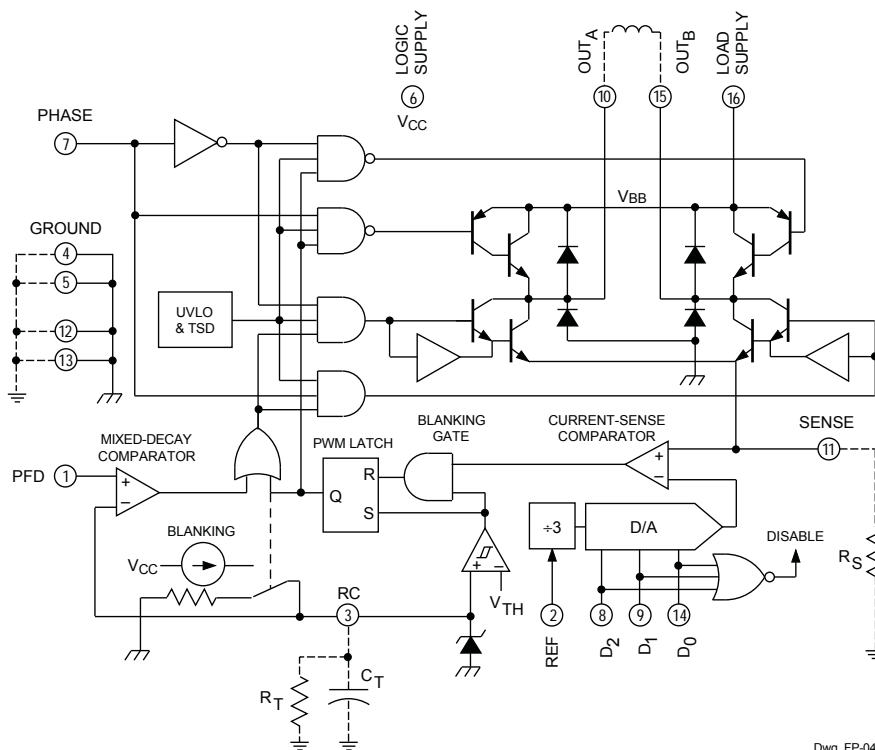 LOGIC
SUPPLY
6
VCC
OUTA
10
OUTB
15
LOAD
SUPPLY
16
PHASE
7
VBB
GROUND
4
5
12
13
UVLO
& TSD
MIXED-DECAY
COMPARATOR
PFD 1
+
–
PWM LATCH
R
Q
S
BLANKING
GATE
CURRENT-SENSE
COMPARATOR
+
–
SENSE
11
BLANKING
VCC
÷3
D/A
DISABLE
RS
+ –
VTH
RC
3
2
REF
8
D2
9
D1
14
D0
RT
CT
Dwg. FP-04